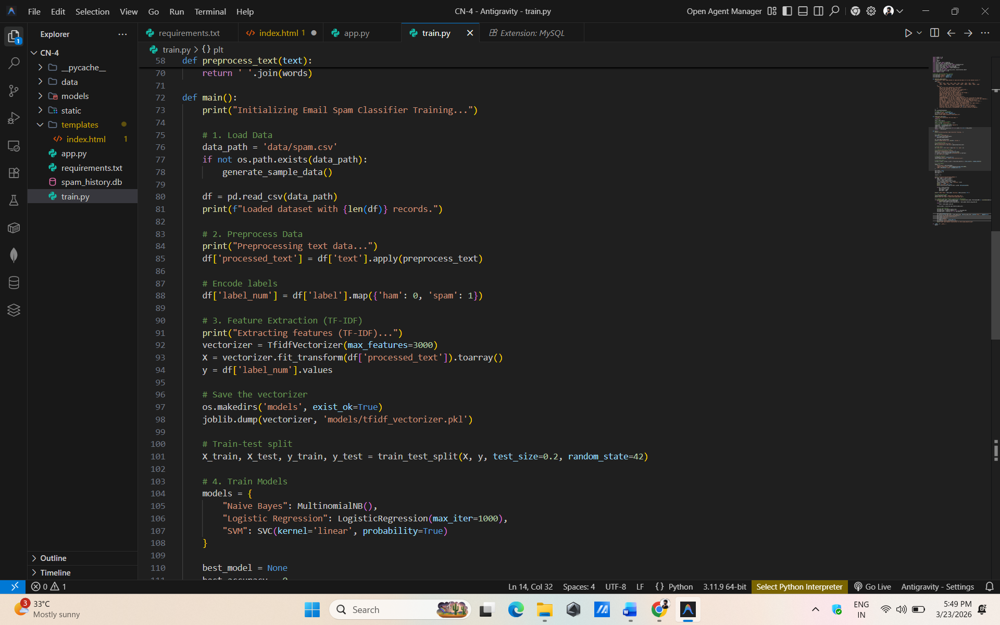 File Edit Selection View Go Run Terminal Help
CN-4 - Antigravity - train.py
Open Agent Manager
Explorer
requirements.txt
index.html 1
app.py
train.py
Extension: MySQL
train.py > {} plt
1
CN-4
__pycache__
data
models
static
templates
index.html 1
app.py
requirements.txt
spam_history.db
train.py
Outline
Timeline
58 def preprocess_text(text):
70 return ' '.join(words)
71
72 def main():
73 print("Initializing Email Spam Classifier Training...")
74
75 # 1. Load Data
76 data_path = 'data/spam.csv'
77 if not os.path.exists(data_path):
78 generate_sample_data()
79
80 df = pd.read_csv(data_path)
81 print(f"Loaded dataset with {len(df)} records.")
82
83 # 2. Preprocess Data
84 print("Preprocessing text data...")
85 df['processed_text'] = df['text'].apply(preprocess_text)
86
87 # Encode labels
88 df['label_num'] = df['label'].map({'ham': 0, 'spam': 1})
89
90 # 3. Feature Extraction (TF-IDF)
91 print("Extracting features (TF-IDF)...")
92 vectorizer = TfidfVectorizer(max_features=3000)
93 X = vectorizer.fit_transform(df['processed_text']).toarray()
94 y = df['label_num'].values
95
96 # Save the vectorizer
97 os.makedirs('models', exist_ok=True)
98 joblib.dump(vectorizer, 'models/tfidf_vectorizer.pkl')
99
100 # Train-test split
101 X_train, X_test, y_train, y_test = train_test_split(X, y, test_size=0.2, random_state=42)
102
103 # 4. Train Models
104 models = {
105 "Naive Bayes": MultinomialNB(),
106 "Logistic Regression": LogisticRegression(max_iter=1000),
107 "SVM": SVC(kernel='linear', probability=True)
108 }
109
110 best_model = None
111 best_accuracy = 0
0 1
Ln 14, Col 32 Spaces: 4 UTF-8 LF {} Python 3.11.9 64-bit Select Python Interpreter Go Live Antigravity - Settings
3
33°C
Mostly sunny
Search
ENG
IN
5:49 PM
3/23/2026